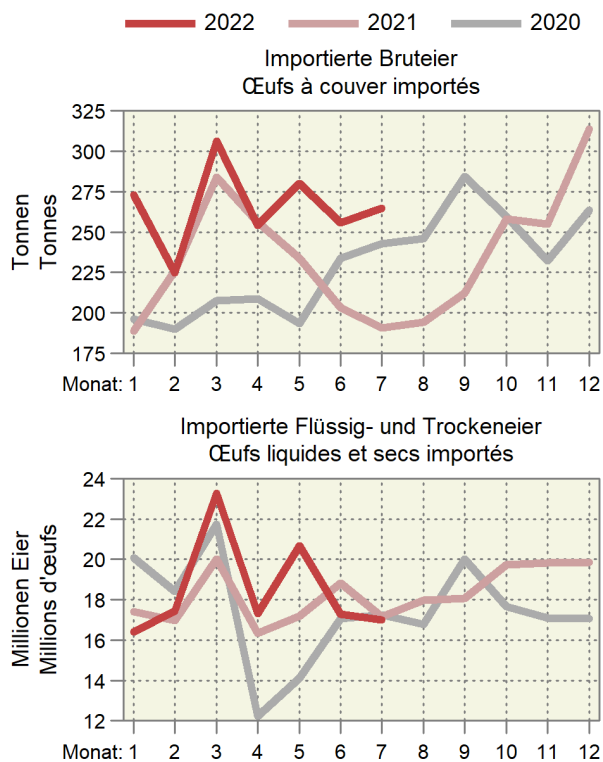 2022 2021 2020
Importierte Bruteier
Œufs à couver importés
Tonnen
Tonnes
325
300
275
250
225
200
175
Monat: 1 2 3 4 5 6 7 8 9 10 11 12
Importierte Flüssig- und Trockeneier
Œufs liquides et secs importés
Millionen Eier
Millions d'œufs
24
22
20
18
16
14
12
Monat: 1 2 3 4 5 6 7 8 9 10 11 12